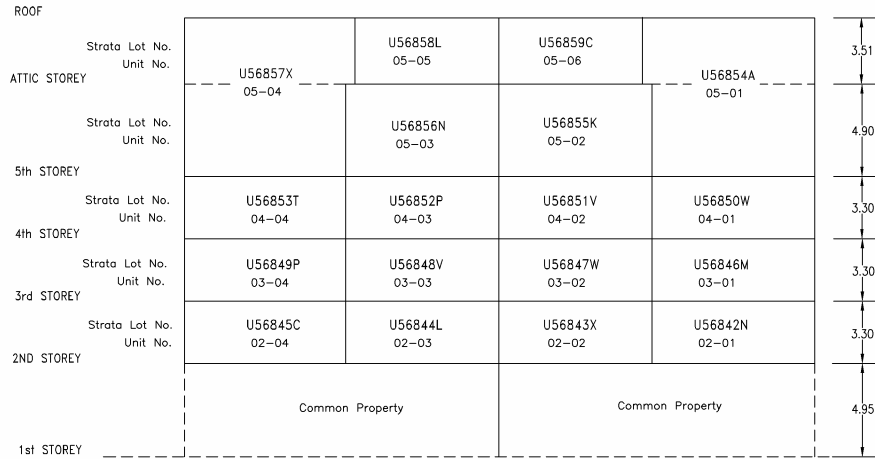 ROOF
Strata Lot No. U56858L U56859C
Unit No. 05-05 05-06 3.51
ATTIC STOREY U56857X U56854A
05-04 05-01
Strata Lot No. U56856N U56855K 4.90
Unit No. 05-03 05-02
5th STOREY
Strata Lot No. U56853T U56852P U56851V U56850W
Unit No. 04-04 04-03 04-02 04-01 3.30
4th STOREY
Strata Lot No. U56849P U56848V U56847W U56846M
Unit No. 03-04 03-03 03-02 03-01 3.30
3rd STOREY
Strata Lot No. U56845C U56844L U56843X U56842N
Unit No. 02-04 02-03 02-02 02-01 3.30
2ND STOREY
Common Property Common Property 4.95
1st STOREY